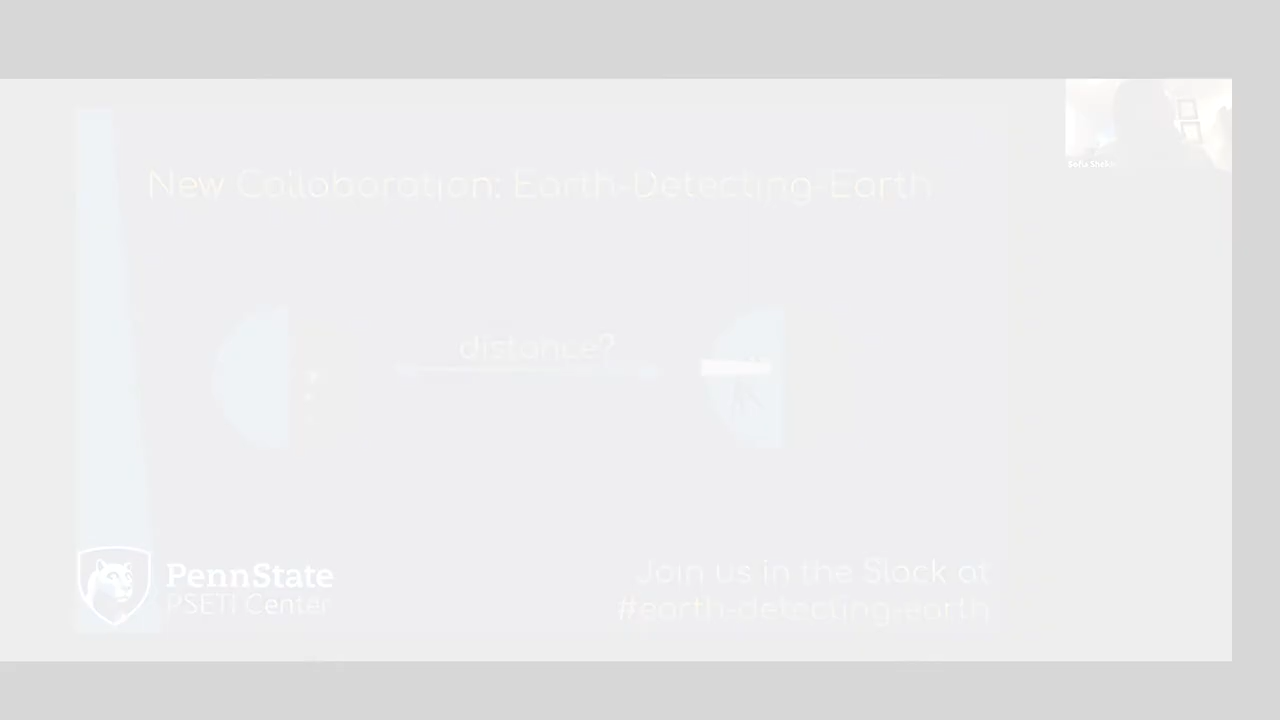 New Collaboration: Earth-Detecting-Earth
distance?
PennState
PSETI Center
Join us in the Slack at
#earth-detecting-earth